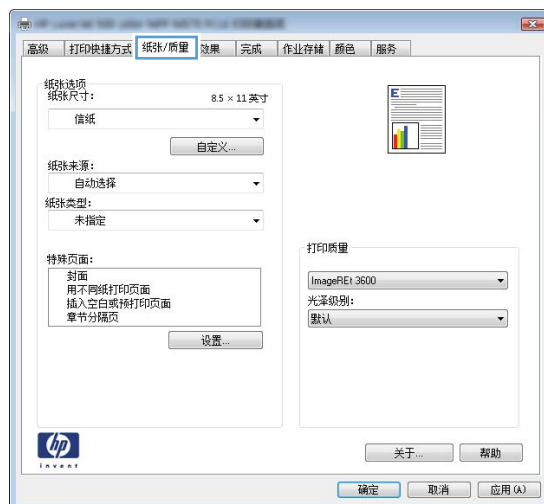 高级 打印快捷方式 纸张/质量 效果 完成 作业存储 颜色 服务
纸张选项
纸张尺寸: 8.5 × 11 英寸
信纸
自定义...
纸张来源:
自动选择
纸张类型:
未指定
特殊页面:
封面
用不同纸打印页面
插入空白或预打印页面
章节分隔页
设置...
E
打印质量
ImageREt 3600
光泽级别:
默认
hp
invent
关于... 帮助
确定 取消 应用(A)